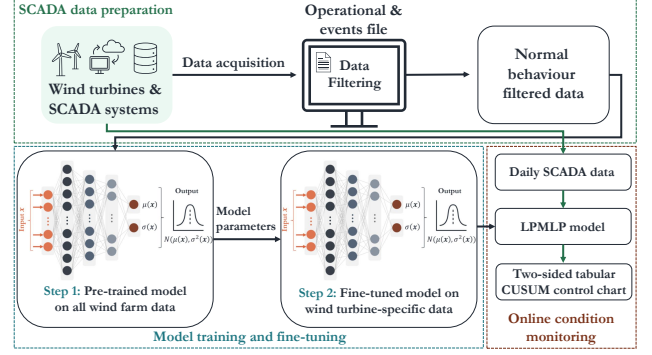 SCADA data preparation
Operational &
events file
Data acquisition
Data
Filtering
Normal
behaviour
filtered data
Wind turbines &
SCADA systems
Input x
μ(x)
σ(x)
Output
N(μ(x), σ²(x))
Step 1: Pre-trained model
on all wind farm data
Model
parameters
Input x
μ(x)
σ(x)
Output
N(μ(x), σ²(x))
Step 2: Fine-tuned model on
wind turbine-specific data
Model training and fine-tuning
Daily SCADA data
LPMLP model
Two-sided tabular
CUSUM control chart
Online condition
monitoring